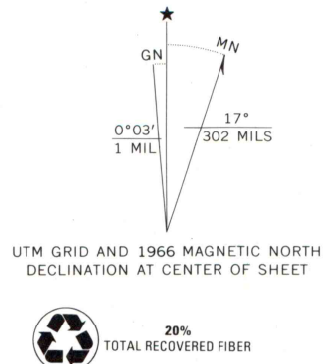 ★
GN
MN
0°03′
1 MIL
17°
302 MILS
UTM GRID AND 1966 MAGNETIC NORTH
DECLINATION AT CENTER OF SHEET
20%
TOTAL RECOVERED FIBER